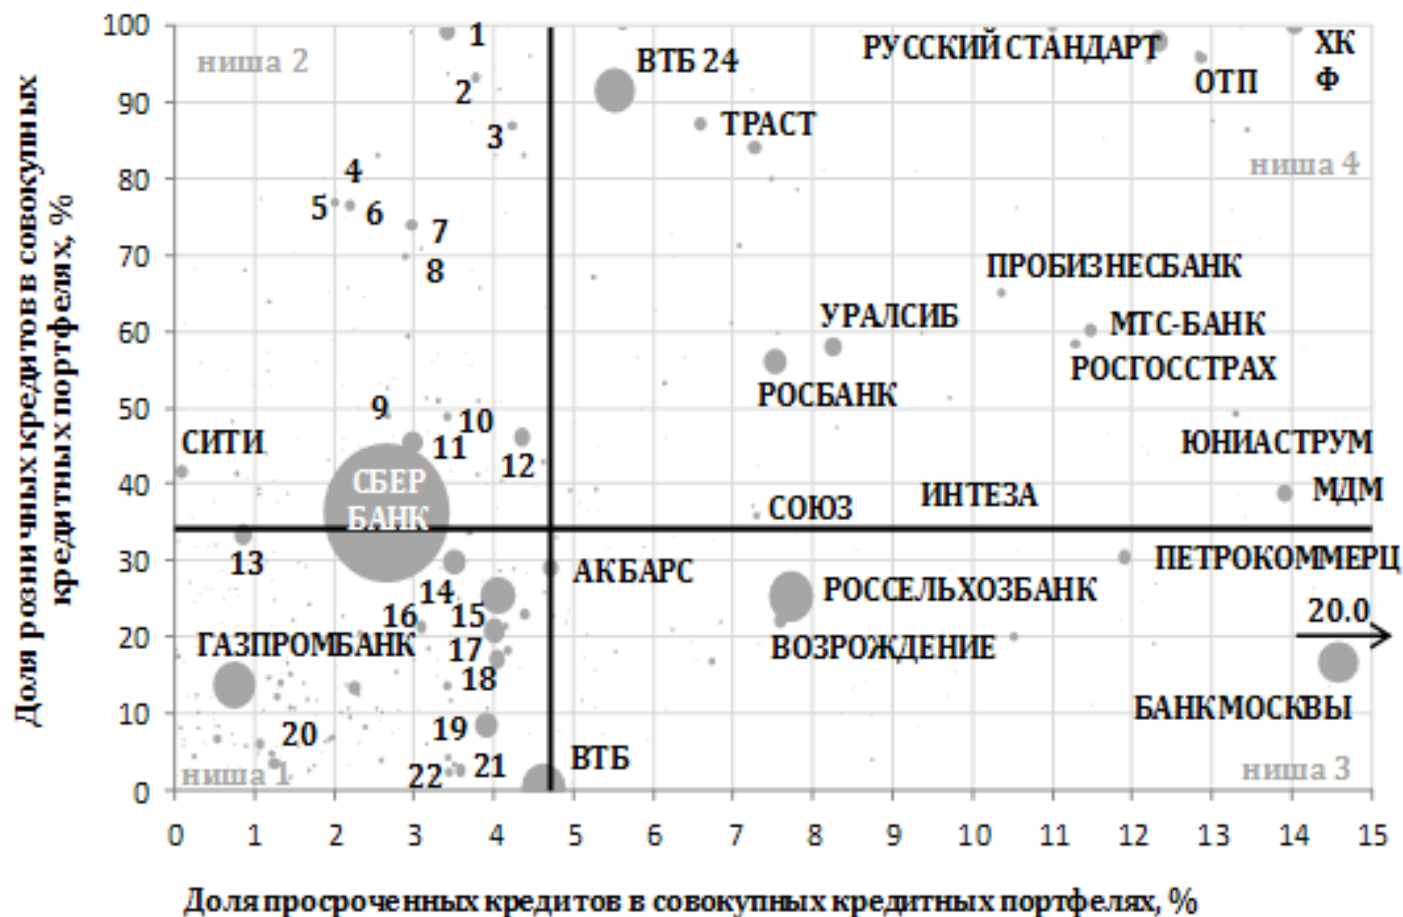 Доля розничных кредитов в совокупных
кредитных портфелях, %
100
90
80
70
60
50
40
30
20
10
0
ниша 2
1
2
3
4
5
6
7
8
ВТБ 24
ТРАСТ
РУССКИЙ СТАНДАРТ
ОТП
ХК
Ф
ниша 4
ПРОБИЗНЕСБАНК
УРАЛСИБ
МТС-БАНК
РОСГОССТРАХ
РОСБАНК
9
10
11
12
СИТИ
СБЕР
БАНК
ЮНИАСТРУМ
МДМ
ИНТЕЗА
СОЮЗ
13
14
15
16
17
18
ГАЗПРОМБАНК
19
20
21
22
ниша 1
АК БАРС
РОССЕЛЬХОЗБАНК
ВОЗРОЖДЕНИЕ
ПЕТРОКОММЕРЦ
20.0
БАНК МОСКВЫ
ВТБ
ниша 3
0 1 2 3 4 5 6 7 8 9 10 11 12 13 14 15
Доля просроченных кредитов в совокупных кредитных портфелях, %